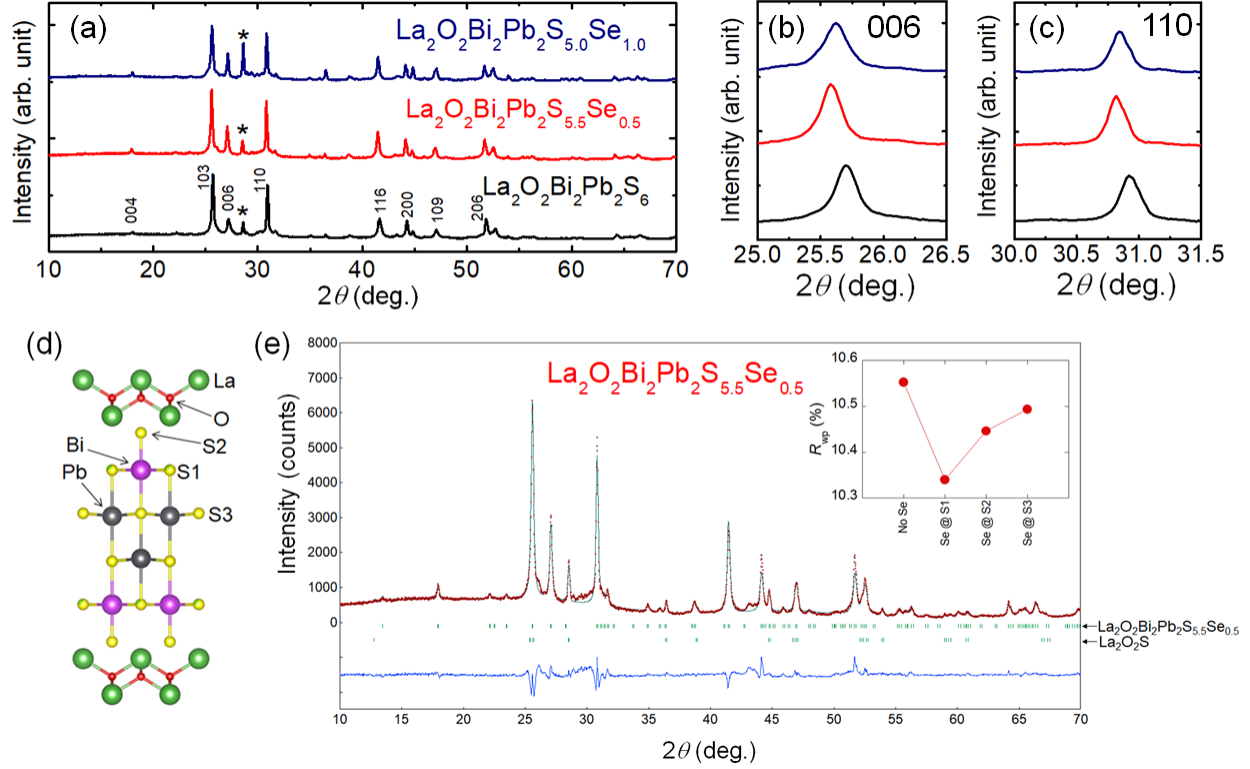 (a)
La2O2Bi2Pb2S5.0Se1.0
La2O2Bi2Pb2S5.5Se0.5
La2O2Bi2Pb2S6
*
*
*
004
103
006
110
116
200
109
206
Intensity (arb. unit)
10 20 30 40 50 60 70
2θ (deg.)
(b) 006
Intensity (arb. unit)
25.0 25.5 26.0 26.5
2θ (deg.)
(c) 110
Intensity (arb. unit)
30.0 30.5 31.0 31.5
2θ (deg.)
(d)
La
O
S2
Bi
S1
Pb
S3
(e)
La2O2Bi2Pb2S5.5Se0.5
Intensity (counts)
8000
7000
6000
5000
4000
3000
2000
1000
0
10 15 20 25 30 35 40 45 50 55 60 65 70
2θ (deg.)
La2O2Bi2Pb2S5.5Se0.5
La2O2S
Rwp (%)
10.6
10.5
10.4
10.3
No Se
Se@S1
Se@S2
Se@S3